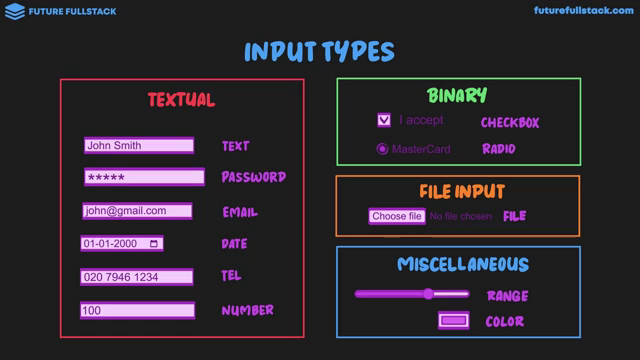 FUTURE FULLSTACK
futurefullstack.com
INPUT TYPES
TEXTUAL
John Smith TEXT
***** PASSWORD
john@gmail.com EMAIL
01-01-2000 DATE
020 7946 1234 TEL
100 NUMBER
BINARY
I accept CHECKBOX
MasterCard RADIO
FILE INPUT
Choose file No file chosen FILE
MISCELLANEOUS
RANGE
COLOR